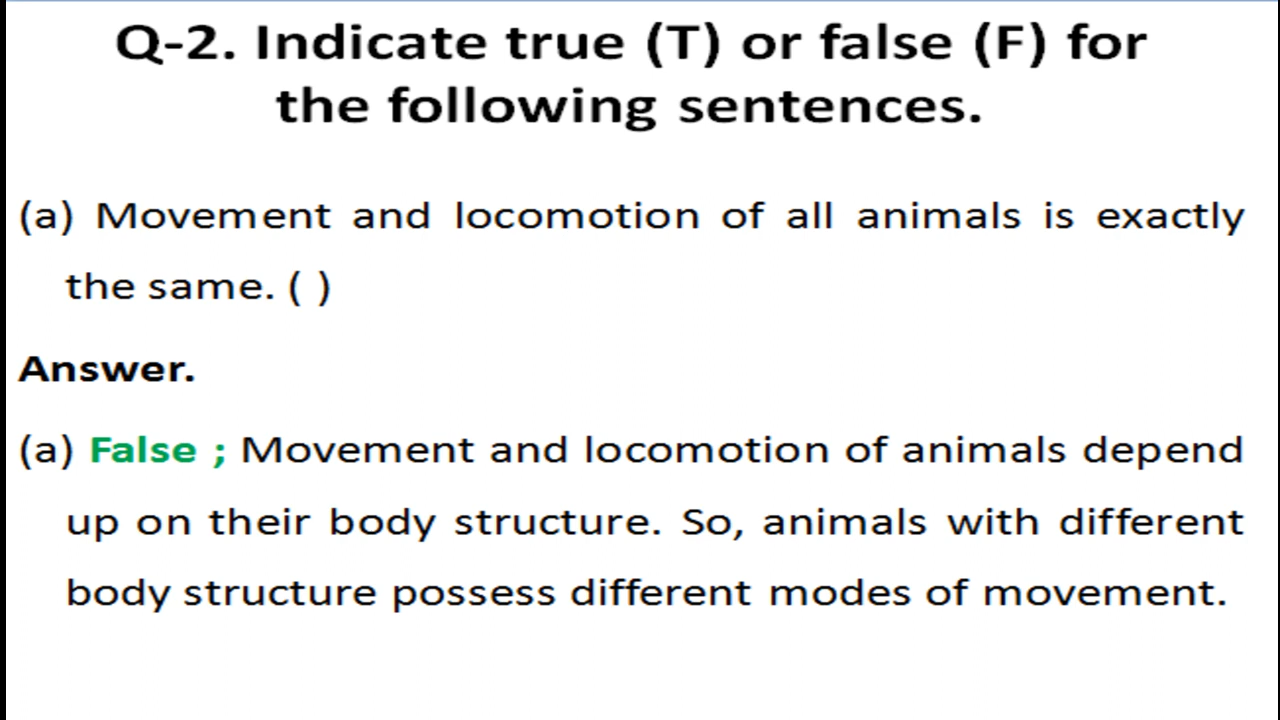 Q-2. Indicate true (T) or false (F) for
the following sentences.
(a) Movement and locomotion of all animals is exactly
the same. ( )
Answer.
(a) False ; Movement and locomotion of animals depend
up on their body structure. So, animals with different
body structure possess different modes of movement.